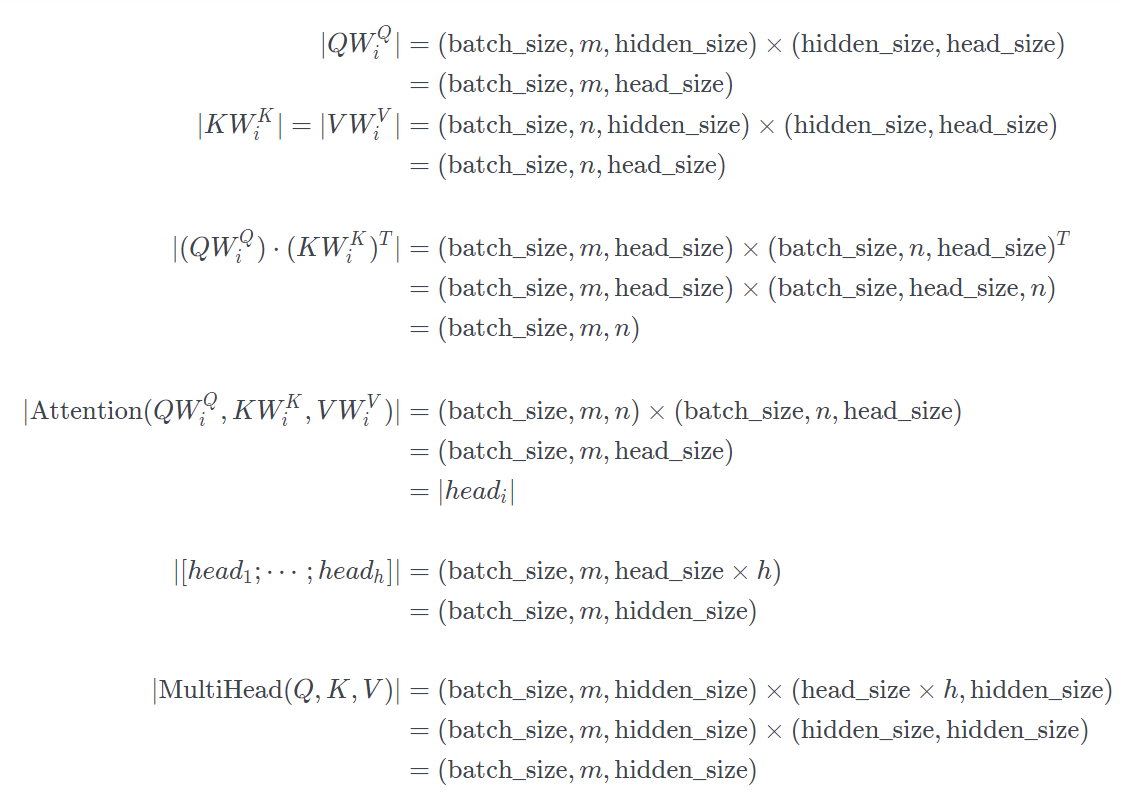 |QW_i^Q| = (batch_size, m, hidden_size) × (hidden_size, head_size)
= (batch_size, m, head_size)
|KW_i^K| = |VW_i^V| = (batch_size, n, hidden_size) × (hidden_size, head_size)
= (batch_size, n, head_size)
|(QW_i^Q) · (KW_i^K)^T| = (batch_size, m, head_size) × (batch_size, n, head_size)^T
= (batch_size, m, head_size) × (batch_size, head_size, n)
= (batch_size, m, n)
|Attention(QW_i^Q, KW_i^K, VW_i^V)| = (batch_size, m, n) × (batch_size, n, head_size)
= (batch_size, m, head_size)
= |head_i|
|[head_1; ⋯ ; head_h]| = (batch_size, m, head_size × h)
= (batch_size, m, hidden_size)
|MultiHead(Q, K, V)| = (batch_size, m, hidden_size) × (head_size × h, hidden_size)
= (batch_size, m, hidden_size) × (hidden_size, hidden_size)
= (batch_size, m, hidden_size)